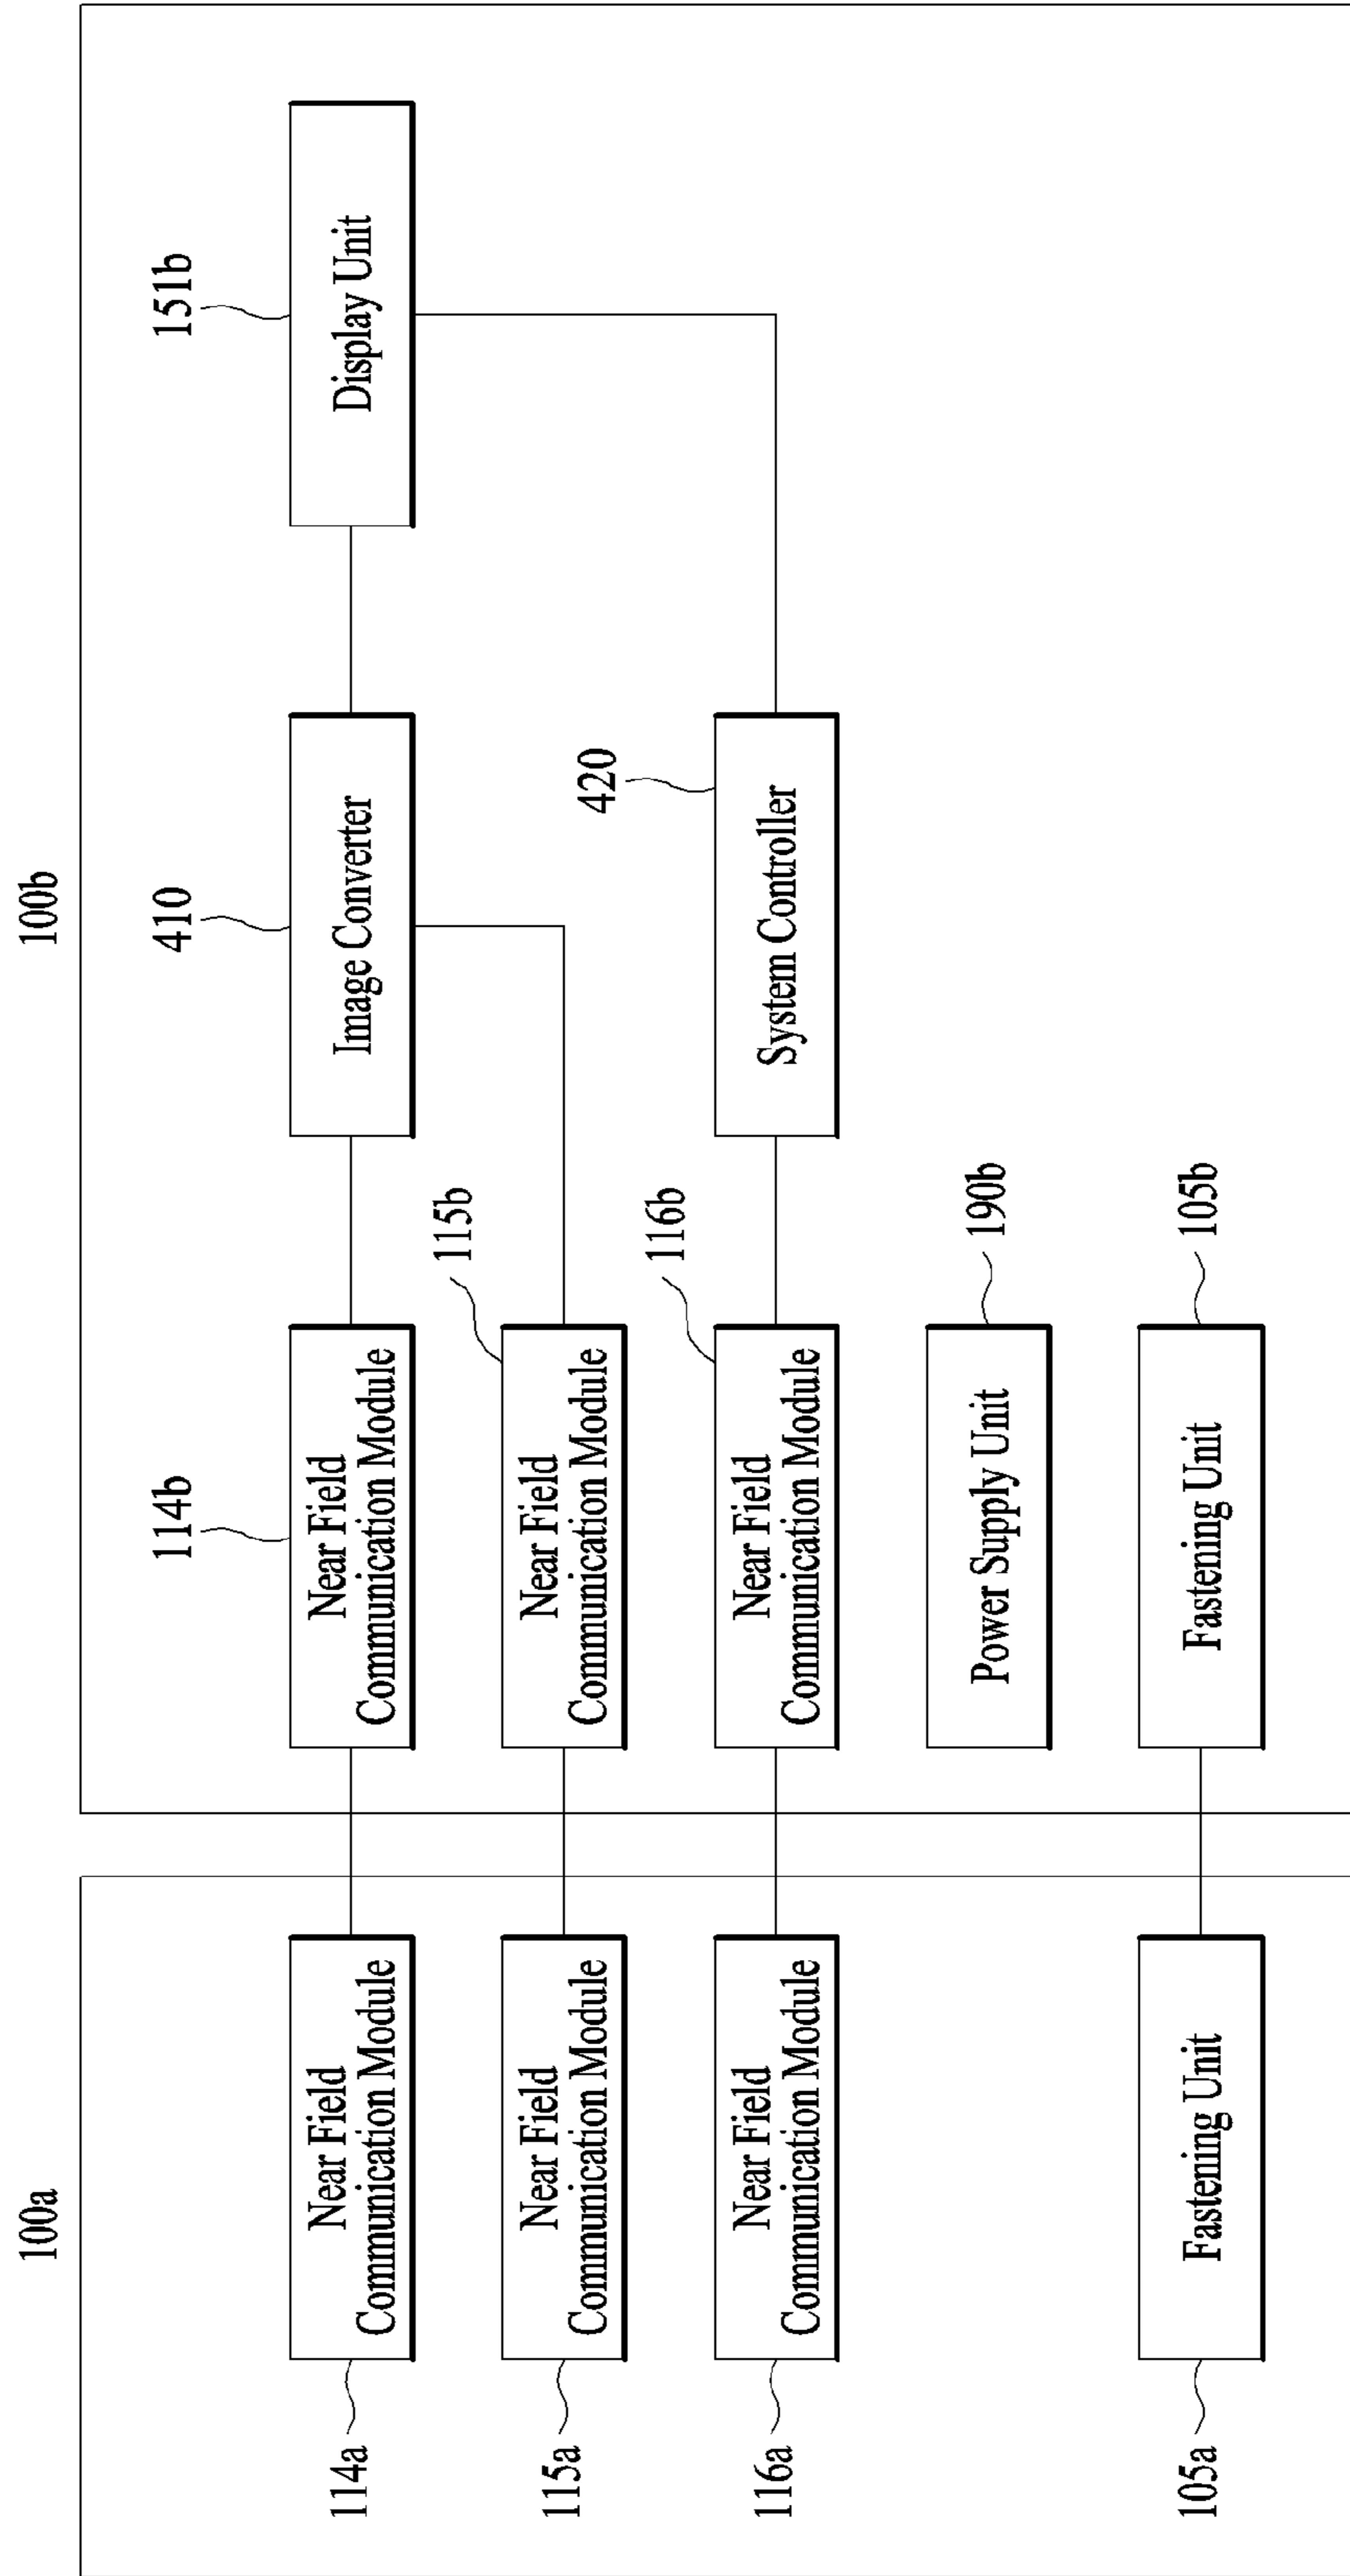 100a
100b
114a
Near Field
Communication Module
114b
Near Field
Communication Module
410
Image Converter
151b
Display Unit
115a
Near Field
Communication Module
115b
Near Field
Communication Module
116a
Near Field
Communication Module
116b
Near Field
Communication Module
420
System Controller
190b
Power Supply Unit
105a
Fastening Unit
105b
Fastening Unit